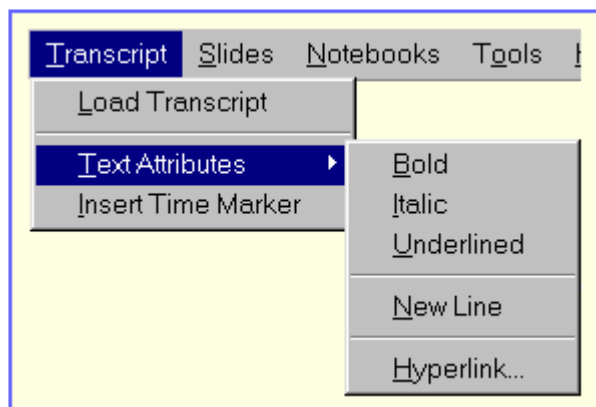 Transcript Slides Notebooks Tools
Load Transcript
Text Attributes
Insert Time Marker
Bold
Italic
Underlined
New Line
Hyperlink...